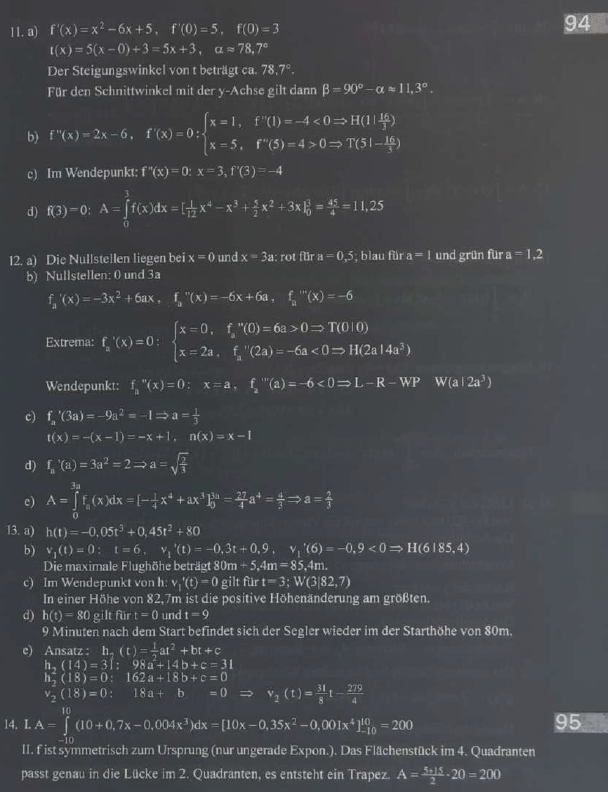 94
11. a) f'(x) = x² − 6x + 5, f'(0) = 5, f(0) = 3
t(x) = 5(x − 0) + 3 = 5x + 3, α ≈ 78,7°
Der Steigungswinkel von t beträgt ca. 78,7°.
Für den Schnittwinkel mit der y-Achse gilt dann β = 90° − α ≈ 11,3°.
b) f''(x) = 2x − 6, f'(x) = 0: { x = 1, f''(1) = −4 < 0 ⇒ H(1 | 16/3)
x = 5, f''(5) = 4 > 0 ⇒ T(5 | −16/3)
c) Im Wendepunkt: f''(x) = 0: x = 3, f'(3) = −4
d) f(3) = 0: A = ∫₀³ f(x)dx = [1/12 x⁴ − x³ + 5/2 x² + 3x]₀³ = 45/4 = 11,25
12. a) Die Nullstellen liegen bei x = 0 und x = 3a: rot für a = 0,5; blau für a = 1 und grün für a = 1,2
b) Nullstellen: 0 und 3a
fₐ'(x) = −3x² + 6ax, fₐ''(x) = −6x + 6a, fₐ'''(x) = −6
Extrema: fₐ'(x) = 0: { x = 0, fₐ''(0) = 6a > 0 ⇒ T(0 | 0)
x = 2a, fₐ''(2a) = −6a < 0 ⇒ H(2a | 4a³)
Wendepunkt: fₐ''(x) = 0: x = a, fₐ'''(a) = −6 < 0 ⇒ L − R − WP W(a | 2a³)
c) fₐ'(3a) = −9a² = −1 ⇒ a = 1/3
t(x) = −(x − 1) = −x + 1, n(x) = x − 1
d) fₐ'(a) = 3a² = 2 ⇒ a = √(2/3)
e) A = ∫₀³ᵃ fₐ(x)dx = [−1/4 x⁴ + ax³]₀³ᵃ = 27/4 a⁴ = 4/3 ⇒ a = 2/3
13. a) h(t) = −0,05t³ + 0,45t² + 80
b) v₁(t) = 0: t = 6, v₁'(t) = −0,3t + 0,9, v₁'(6) = −0,9 < 0 ⇒ H(6 | 85,4)
Die maximale Flughöhe beträgt 80m + 5,4m = 85,4m.
c) Im Wendepunkt von h: v₁'(t) = 0 gilt für t = 3; W(3|82,7)
In einer Höhe von 82,7m ist die positive Höhenänderung am größten.
d) h(t) = 80 gilt für t = 0 und t = 9
9 Minuten nach dem Start befindet sich der Segler wieder im der Starthöhe von 80m.
e) Ansatz: h₂(t) = 1/2 at² + bt + c
h₂(14) = 31: 98a + 14b + c = 31
h₂(18) = 0: 162a + 18b + c = 0
v₂(18) = 0: 18a + b = 0 ⇒ v₂(t) = 31/8 t − 279/4
95
14. I. A = ∫₋₁₀¹⁰ (10 + 0,7x − 0,004x³)dx = [10x − 0,35x² − 0,001x⁴]₋₁₀¹⁰ = 200
II. f ist symmetrisch zum Ursprung (nur ungerade Expon.). Das Flächenstück im 4. Quadranten
passt genau in die Lücke im 2. Quadranten, es entsteht ein Trapez. A = (5+15)/2 · 20 = 200